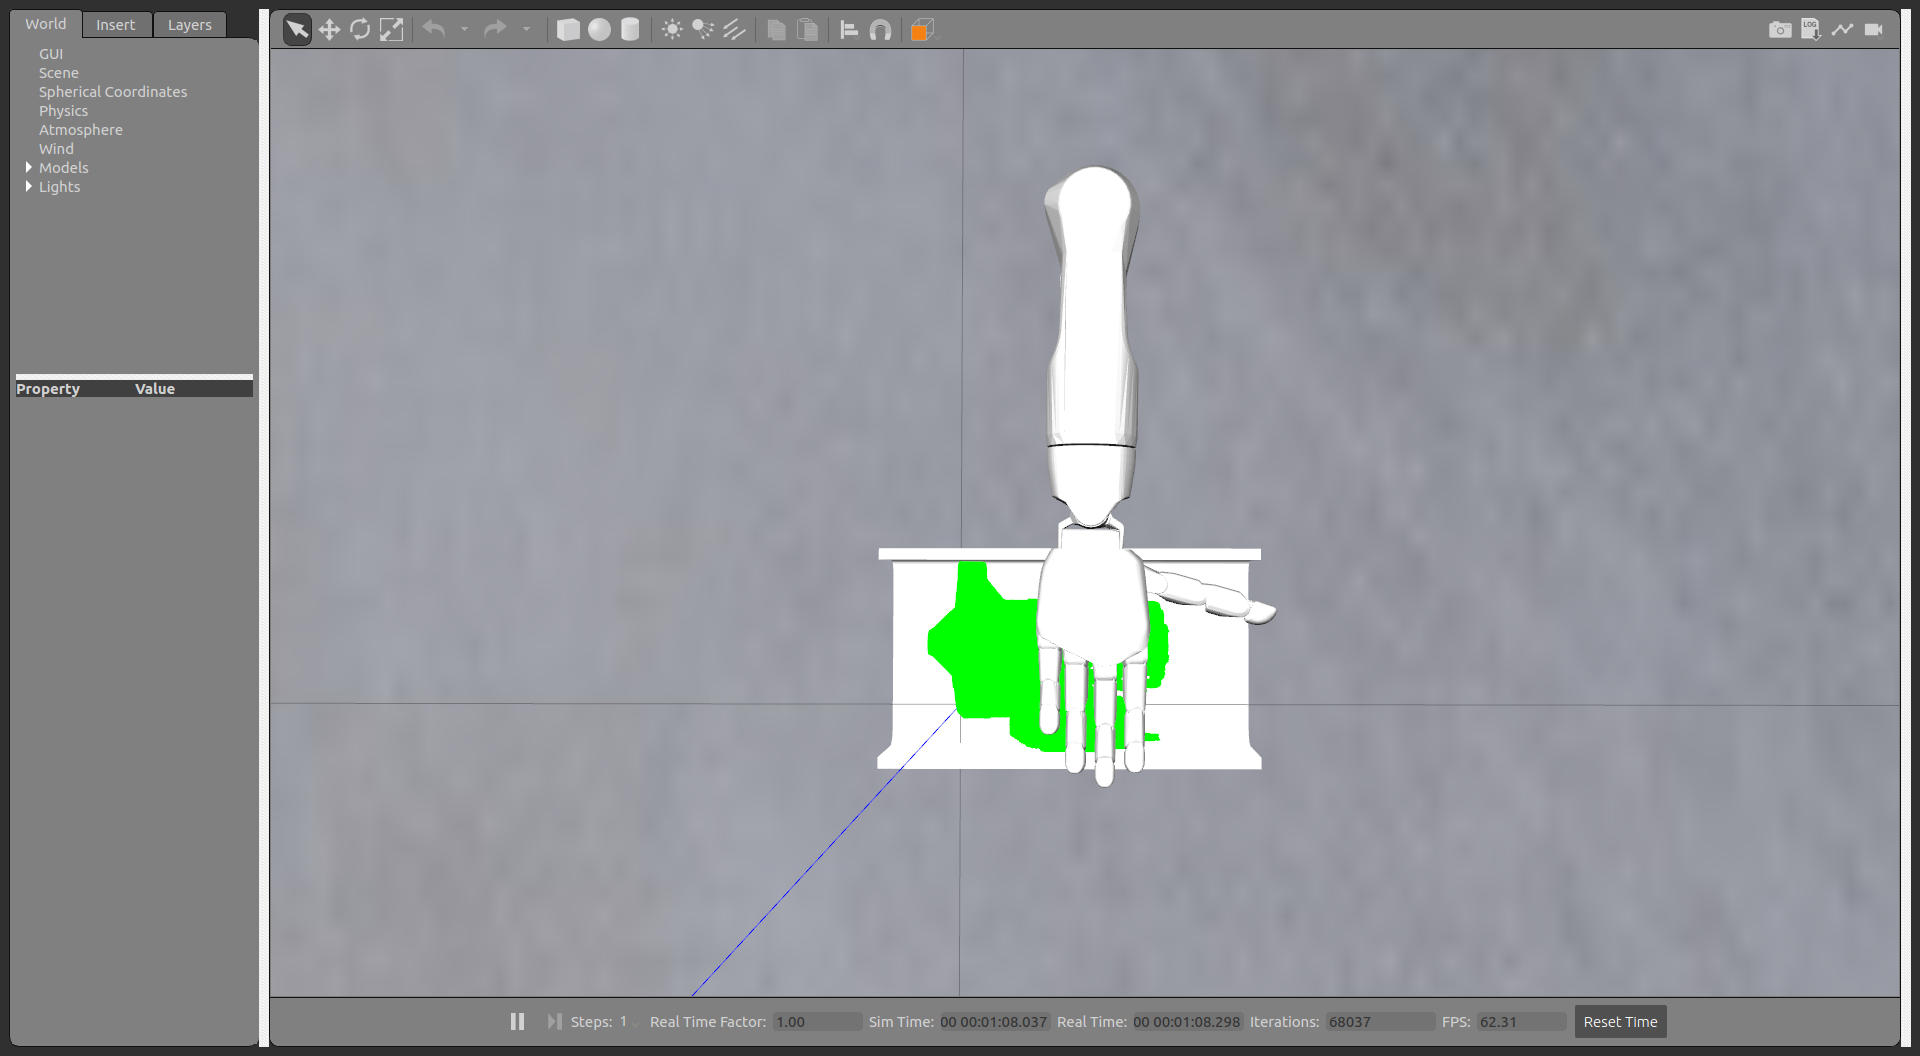 World Insert Layers
GUI
Scene
Spherical Coordinates
Physics
Atmosphere
Wind
Models
Lights
Property Value
LOG
Steps: 1 Real Time Factor: 1.00 Sim Time: 00 00:01:08.037 Real Time: 00 00:01:08.298 Iterations: 68037 FPS: 62.31 Reset Time